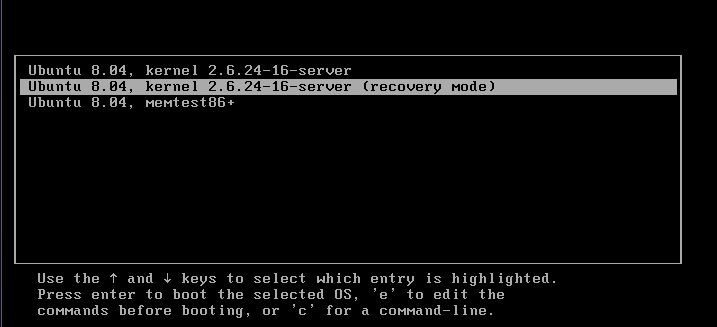 Ubuntu 8.04, kernel 2.6.24-16-server
Ubuntu 8.04, kernel 2.6.24-16-server (recovery mode)
Ubuntu 8.04, memtest86+
Use the ↑ and ↓ keys to select which entry is highlighted.
Press enter to boot the selected OS, 'e' to edit the
commands before booting, or 'c' for a command-line.